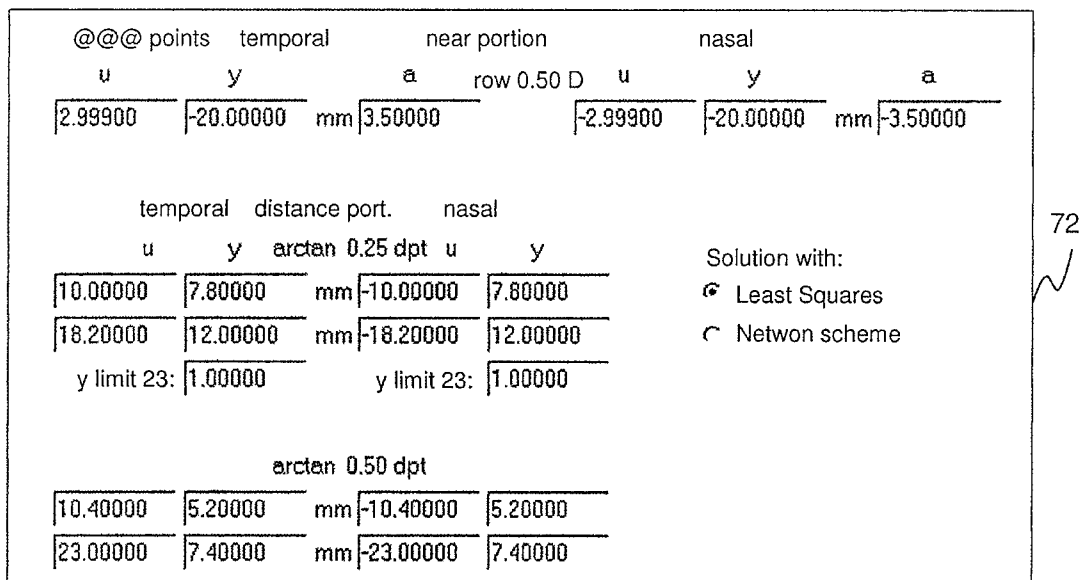 @@@ points temporal near portion nasal
u y a row 0.50 D u y a
2.99900 -20.00000 mm 3.50000 -2.99900 -20.00000 mm -3.50000
temporal distance port. nasal
u y arctan 0.25 dpt u y
Solution with:
10.00000 7.80000 mm -10.00000 7.80000
Least Squares
18.20000 12.00000 mm -18.20000 12.00000
Netwon scheme
y limit 23: 1.00000 y limit 23: 1.00000
arctan 0.50 dpt
10.40000 5.20000 mm -10.40000 5.20000
23.00000 7.40000 mm -23.00000 7.40000
72